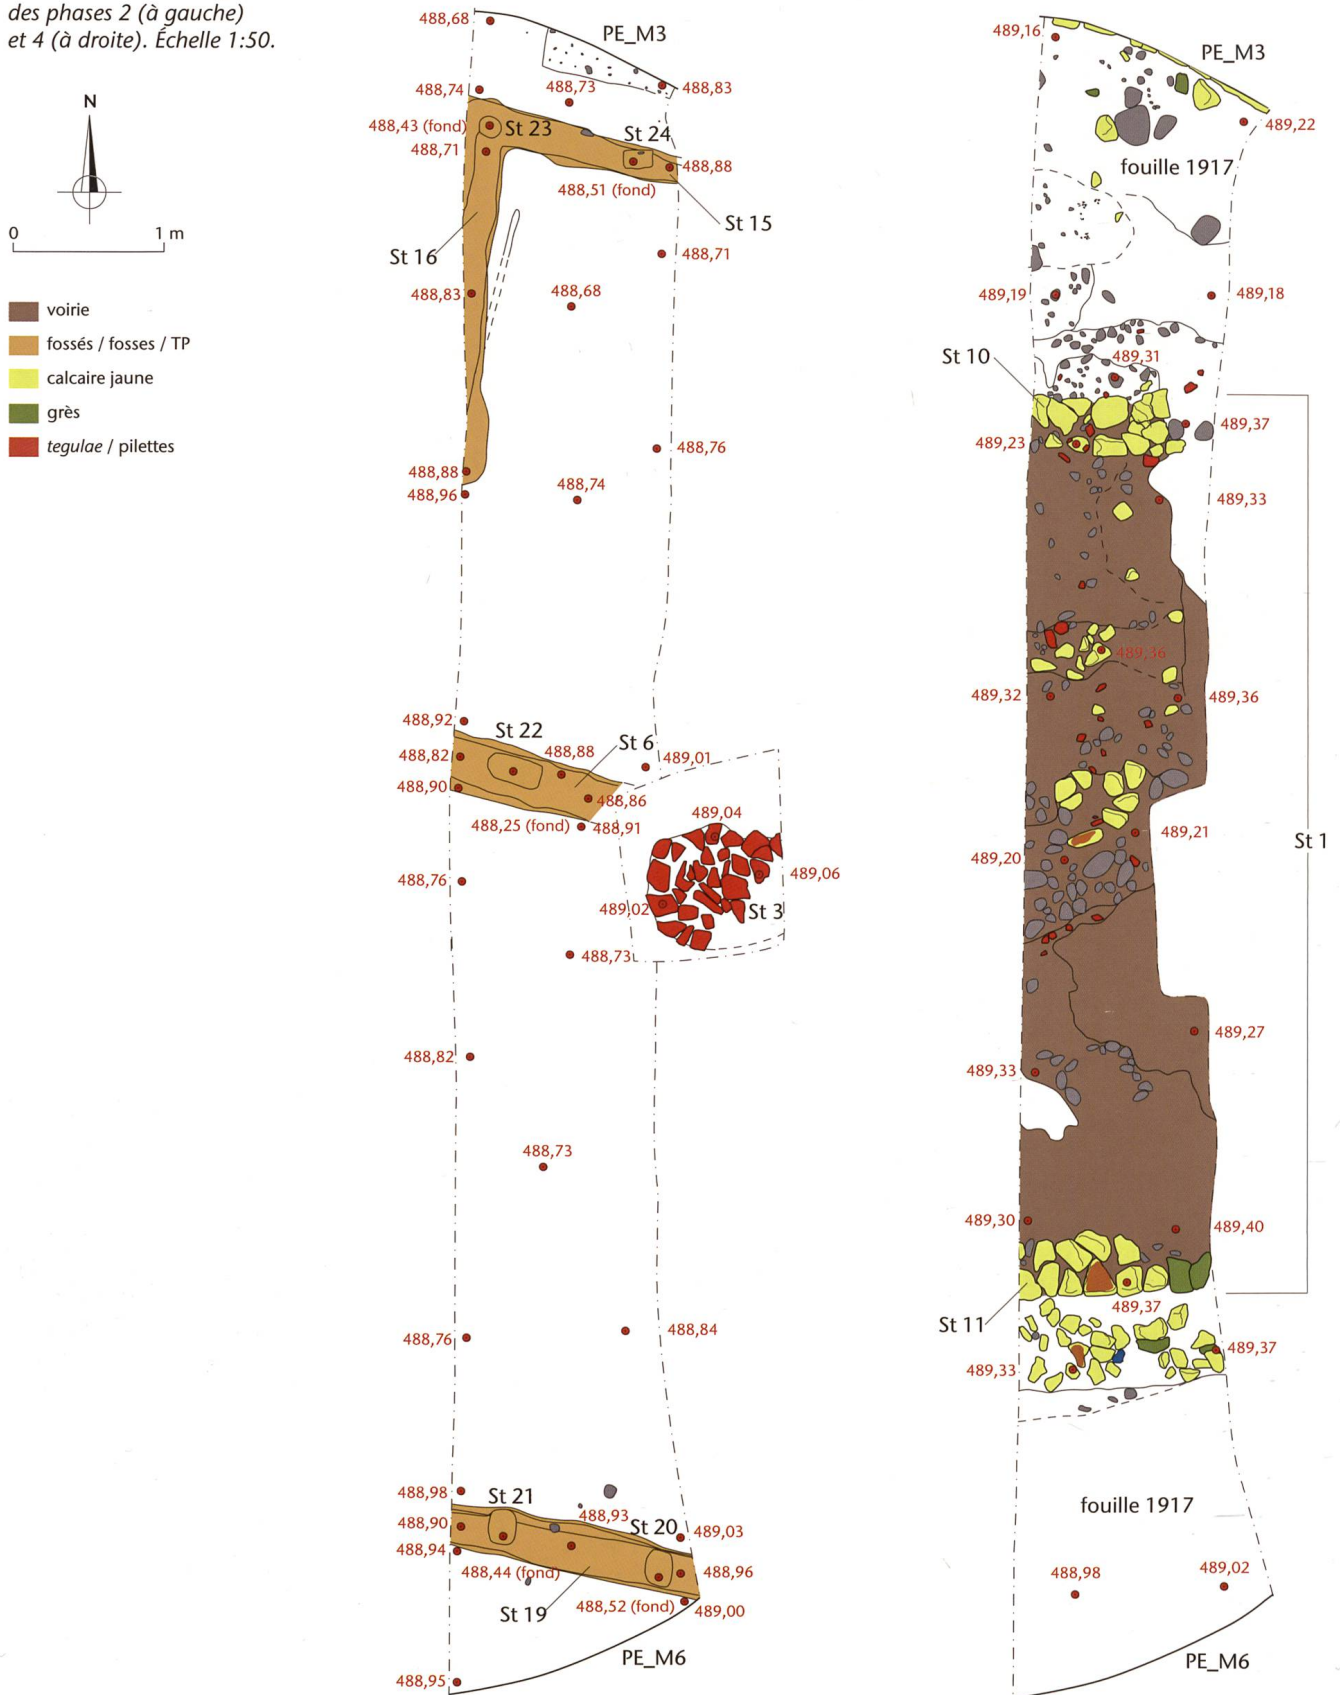 des phases 2 (à gauche)
et 4 (à droite). Échelle 1:50.
N
0 1 m
voirie
fossés / fosses / TP
calcaire jaune
grès
tegulae / pilettes
488,68
PE_M3
488,74
488,73
488,83
488,43 (fond)
St 23
St 24
488,71
488,88
488,51 (fond)
St 15
St 16
488,71
488,83
488,68
488,76
488,88
488,74
488,96
488,92
St 22
St 6
488,82
488,88
489,01
488,90
488,86
488,25 (fond)
488,91
489,04
488,76
489,06
489,02
St 3
488,73
488,82
488,73
488,76
488,84
488,98
St 21
488,93
488,90
St 20
489,03
488,94
488,44 (fond)
488,96
488,52 (fond)
489,00
St 19
PE_M6
488,95
489,16
PE_M3
489,22
fouille 1917
489,19
489,18
St 10
489,31
489,37
489,23
489,33
489,36
489,32
489,36
489,21
St 1
489,20
489,27
489,33
489,30
489,40
489,37
St 11
489,37
489,33
fouille 1917
488,98
489,02
PE_M6